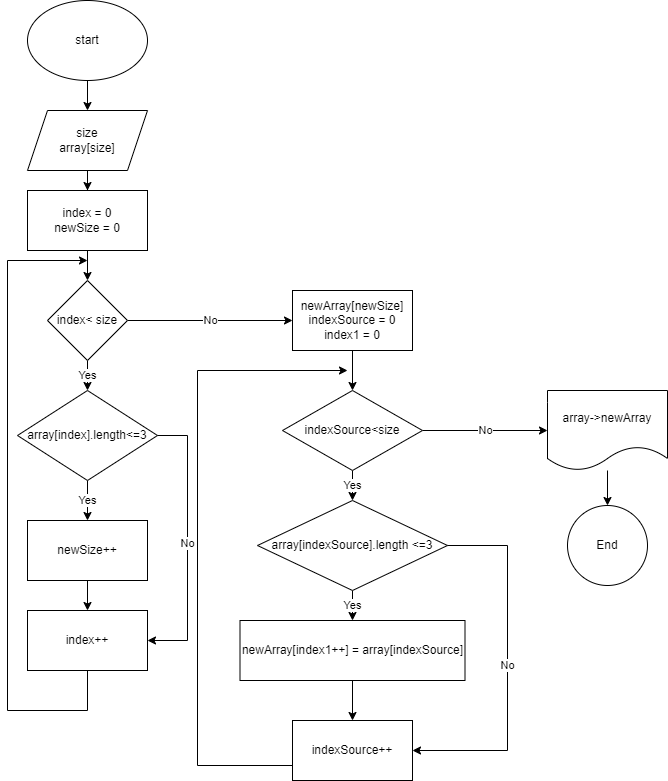 start
size
array[size]
index = 0
newSize = 0
index< size
No
Yes
array[index].length<=3
Yes
No
newSize++
index++
newArray[newSize]
indexSource = 0
index1 = 0
indexSource<size
No
Yes
array[indexSource].length <=3
Yes
No
newArray[index1++] = array[indexSource]
indexSource++
array->newArray
End